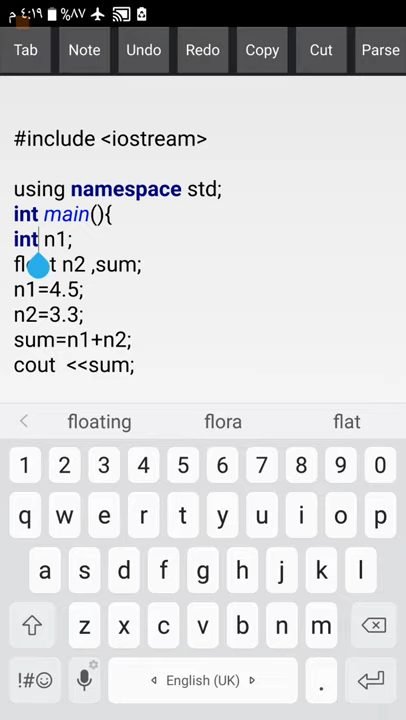 م ٤:١٩ ٪٨٧
Tab Note Undo Redo Copy Cut Parse
#include <iostream>
using namespace std;
int main(){
int n1;
float n2 ,sum;
n1=4.5;
n2=3.3;
sum=n1+n2;
cout  <<sum;
floating flora flat
1 2 3 4 5 6 7 8 9 0
q w e r t y u i o p
a s d f g h j k l
z x c v b n m
!#☺ English (UK) .